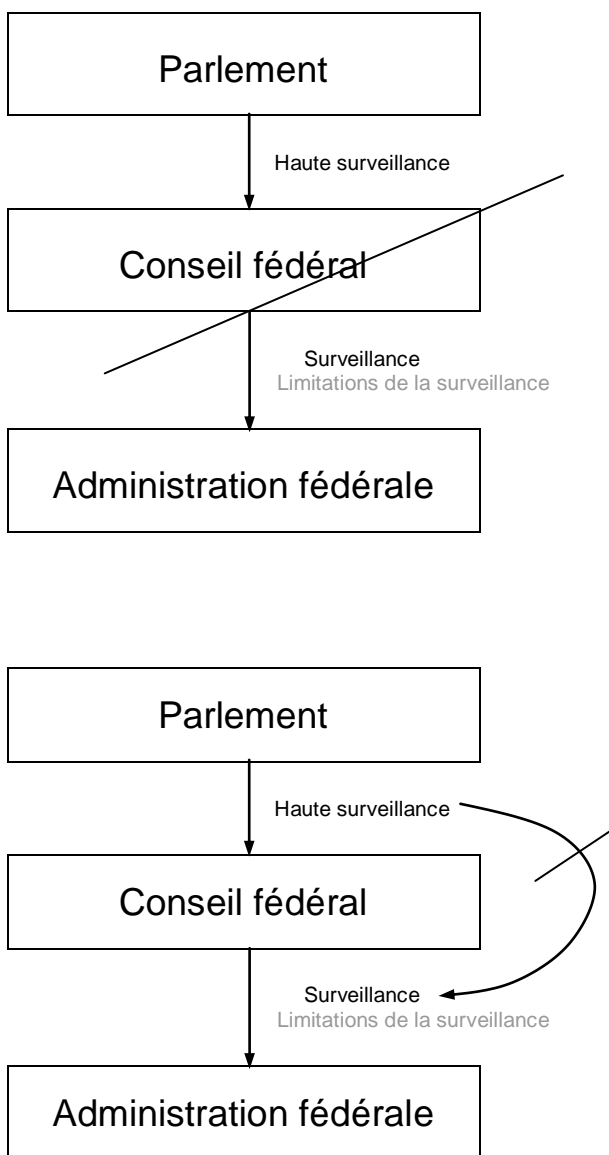 Parlement
Haute surveillance
Conseil fédéral
Surveillance
Limitations de la surveillance
Administration fédérale
Parlement
Haute surveillance
Conseil fédéral
Surveillance
Limitations de la surveillance
Administration fédérale